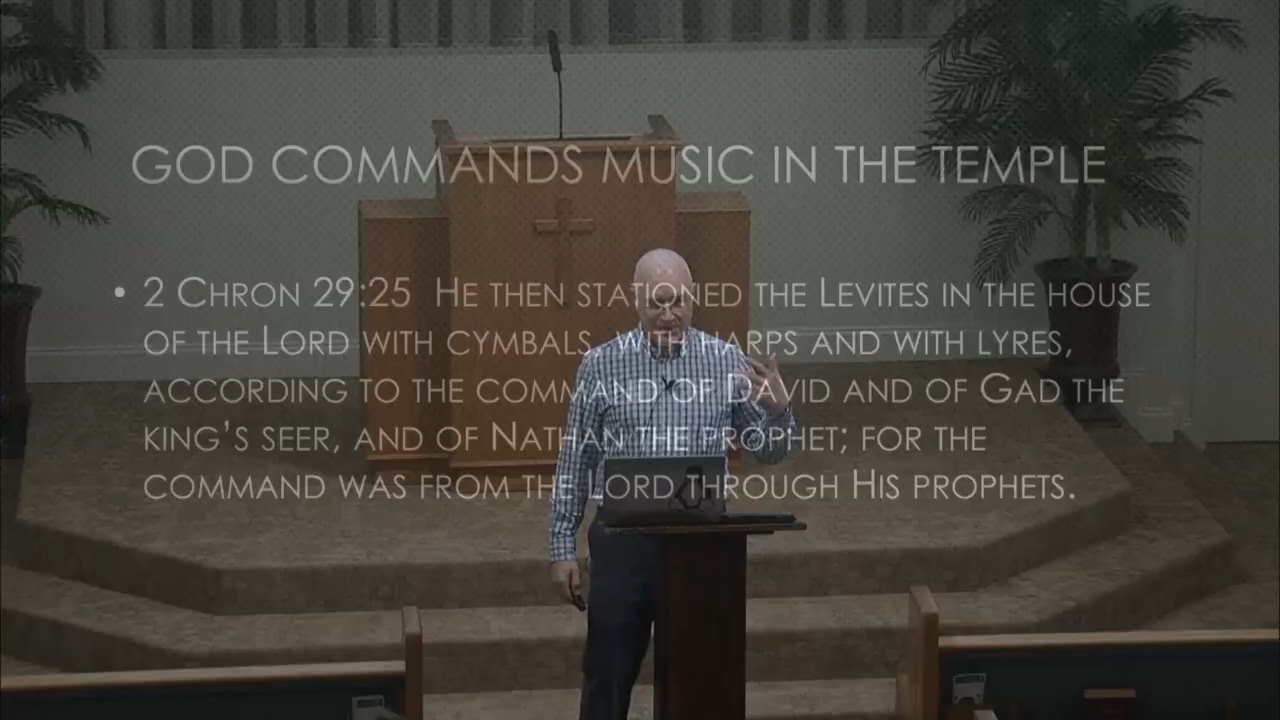 GOD COMMANDS MUSIC IN THE TEMPLE
• 2 CHRON 29:25 HE THEN STATIONED THE LEVITES IN THE HOUSE
OF THE LORD WITH CYMBALS, WITH HARPS AND WITH LYRES,
ACCORDING TO THE COMMAND OF DAVID AND OF GAD THE
KING'S SEER, AND OF NATHAN THE PROPHET; FOR THE
COMMAND WAS FROM THE LORD THROUGH HIS PROPHETS.